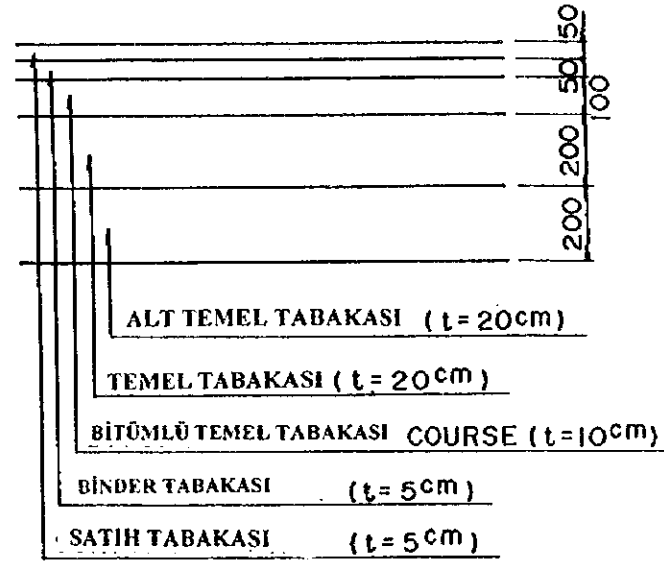 50
50
100
200
200
ALT TEMEL TABAKASI (t=20cm)
TEMEL TABAKASI (t=20cm)
BİTÜMLÜ TEMEL TABAKASI COURSE (t=10cm)
BİNDER TABAKASI (t=5cm)
SATIH TABAKASI (t=5cm)